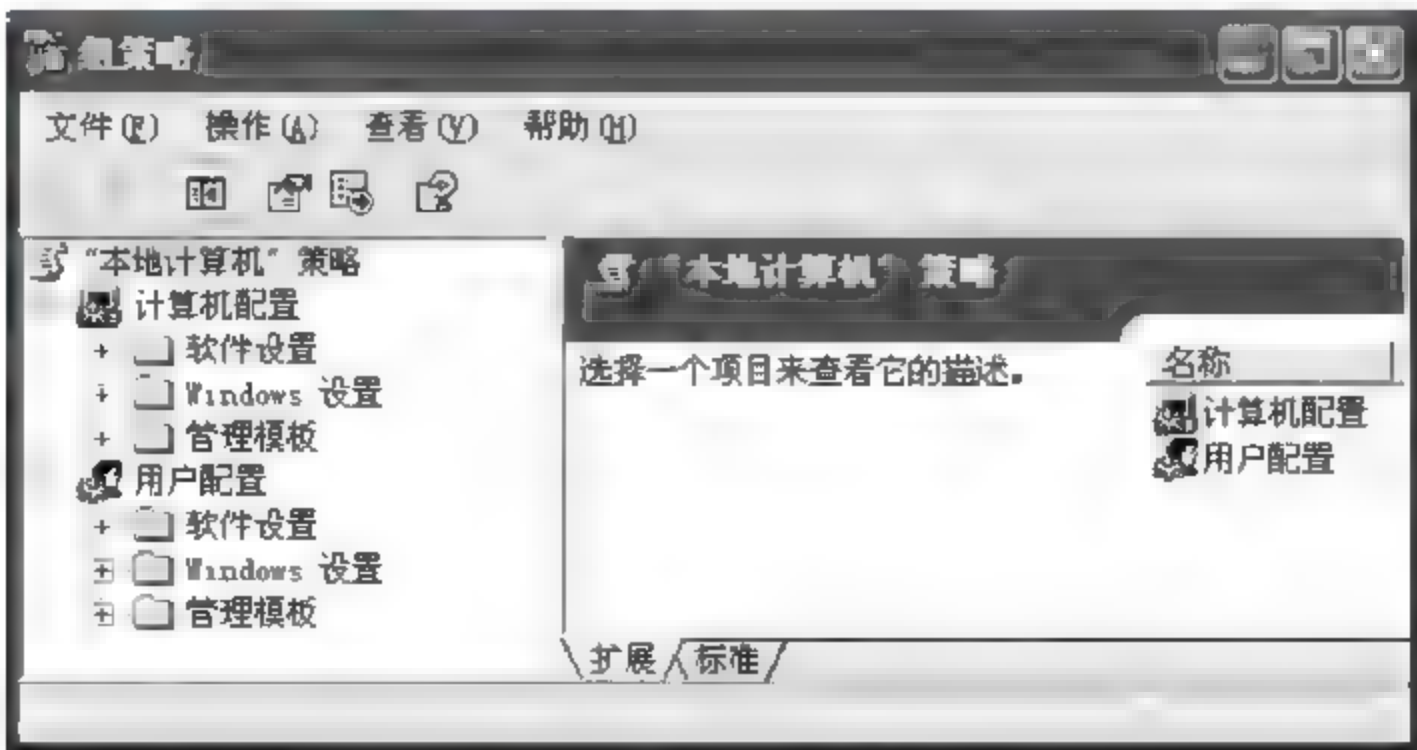 组策略
文件(F) 操作(A) 查看(V) 帮助(H)
“本地计算机”策略
计算机配置
软件设置
Windows 设置
管理模板
用户配置
软件设置
Windows 设置
管理模板
“本地计算机”策略
选择一个项目来查看它的描述。
名称
计算机配置
用户配置
扩展 标准